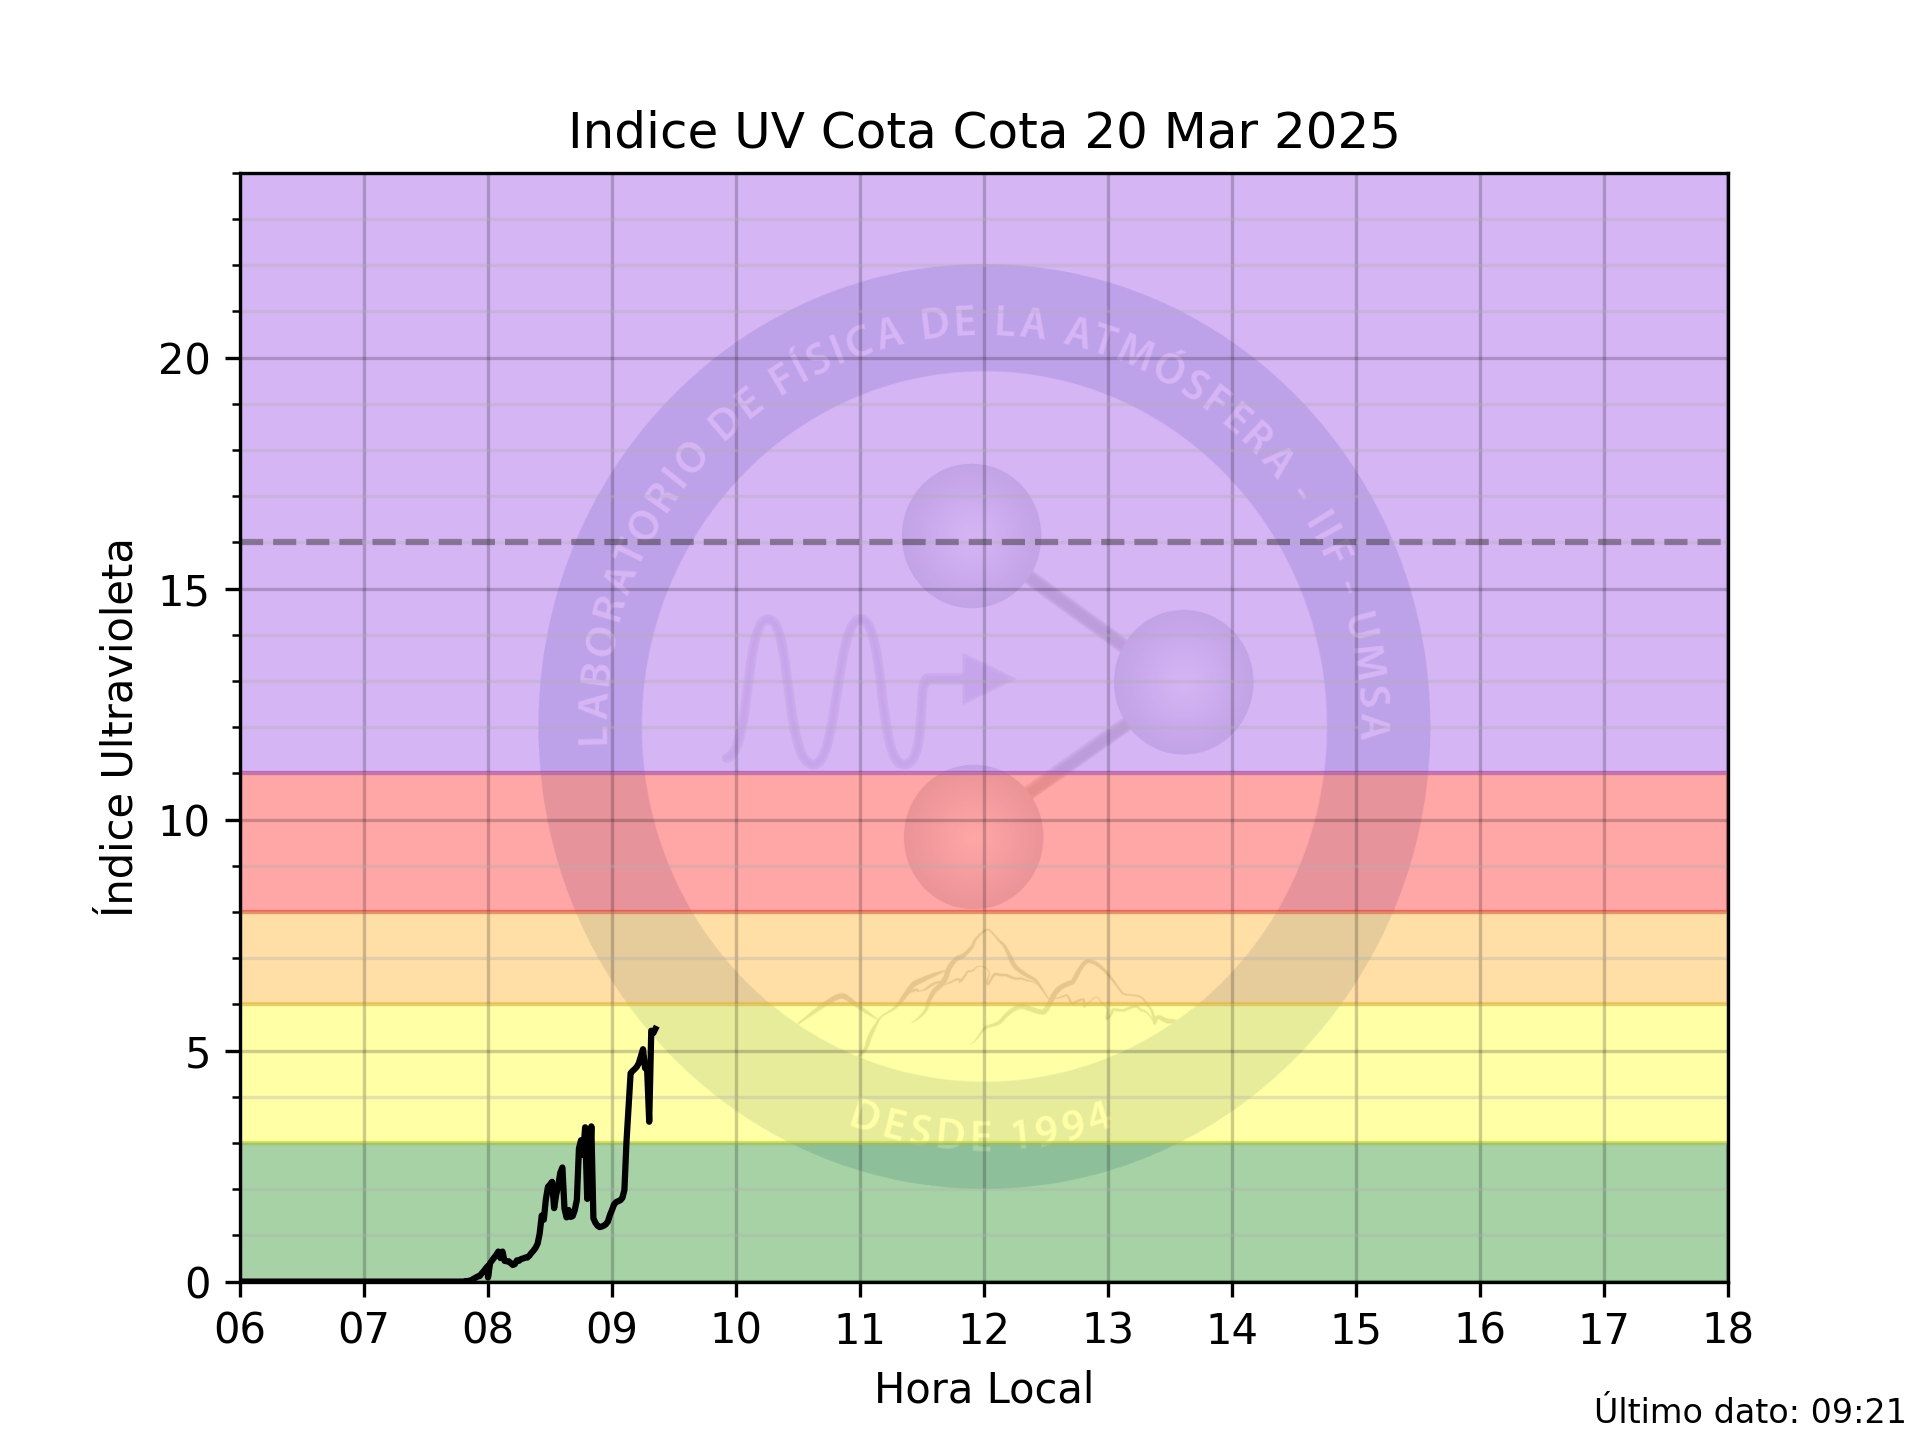 Indice UV Cota Cota 20 Mar 2025
Índice Ultravioleta
20
15
10
5
0
LABORATORIO DE FÍSICA DE LA ATMÓSFERA - IIF - UMSA
DESDE 1994
06 07 08 09 10 11 12 13 14 15 16 17 18
Hora Local
Último dato: 09:21